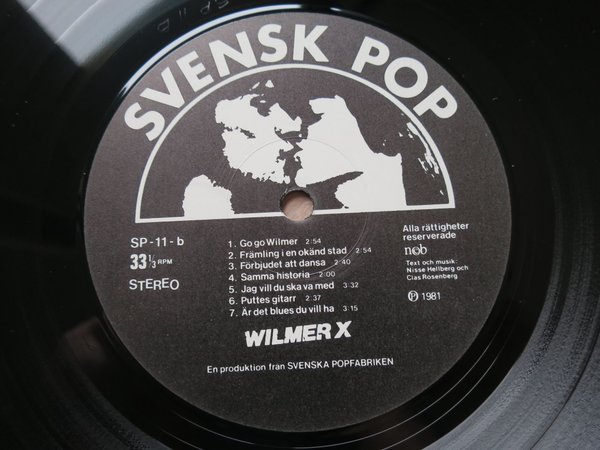 SVENSK POP
SP-11-b
33 1/3 RPM
STEREO
1. Go go Wilmer 2:54
2. Främling i en okänd stad 2:54
3. Förbjudet att dansa 2:40
4. Samma historia 2:00
5. Jag vill du ska va med 3:32
6. Puttes gitarr 2:37
7. Är det blues du vill ha 3:15
Alla rättigheter
reserverade
ncb
Text och musik:
Nisse Hellberg och
Clas Rosenberg
℗ 1981
WILMER X
En produktion från SVENSKA POPFABRIKEN